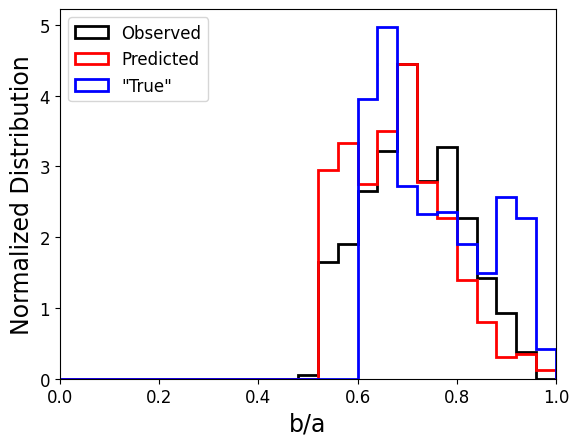 Observed
Predicted
"True"
Normalized Distribution
5
4
3
2
1
0
0.0 0.2 0.4 0.6 0.8 1.0
b/a